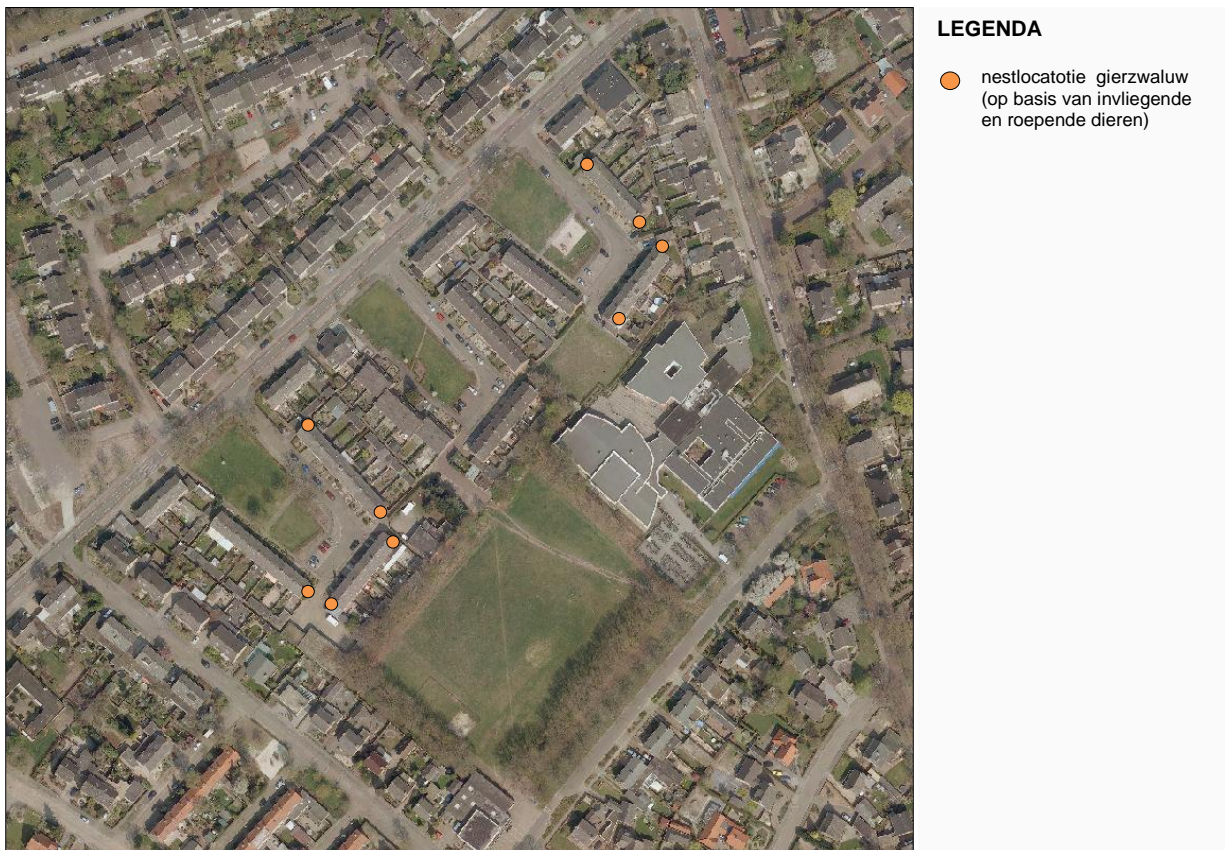 LEGENDA
nestlocatotie gierzwaluw
(op basis van invliegende
en roepende dieren)